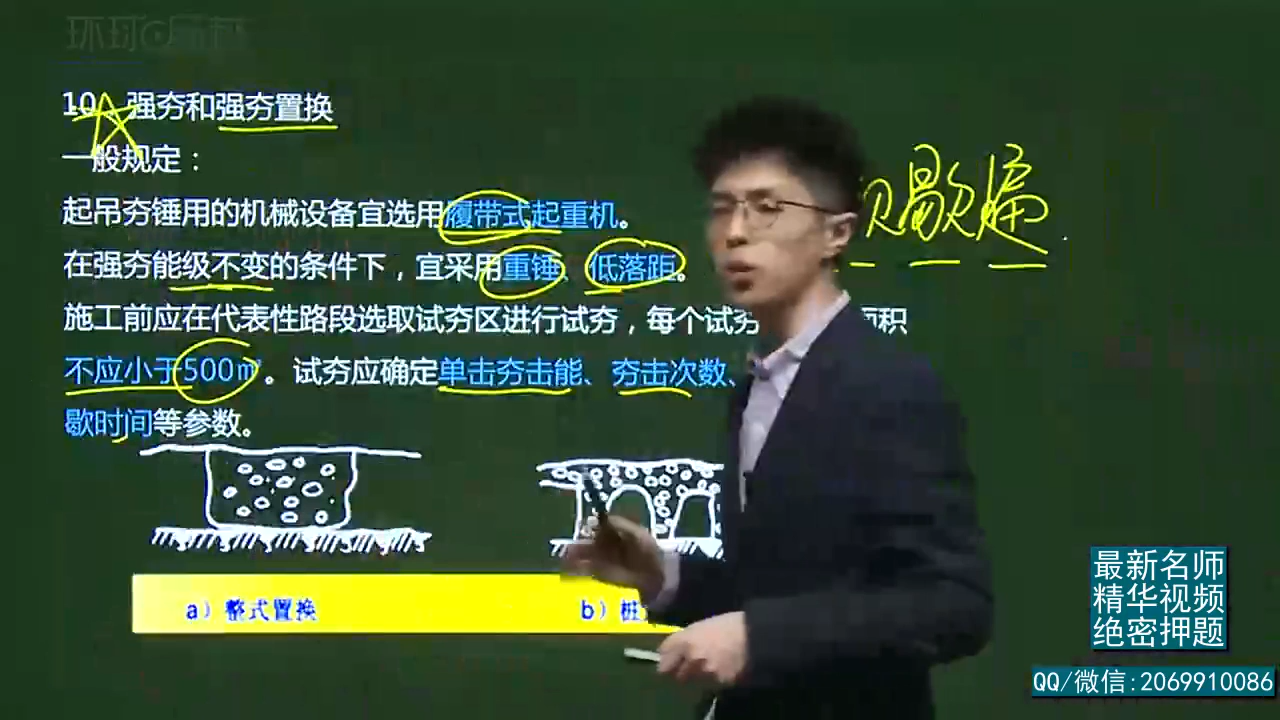 环球
10、强夯和强夯置换
一般规定：
起吊夯锤用的机械设备宜选用履带式起重机。
在强夯能级不变的条件下，宜采用重锤、低落距。
施工前应在代表性路段选取试夯区进行试夯，每个试夯 面积
不应小于500㎡。试夯应确定单击夯击能、夯击次数、
歇时间等参数。
歇遍
a）整式置换
b）桩
最新名师
精华视频
绝密押题
QQ/微信:2069910086